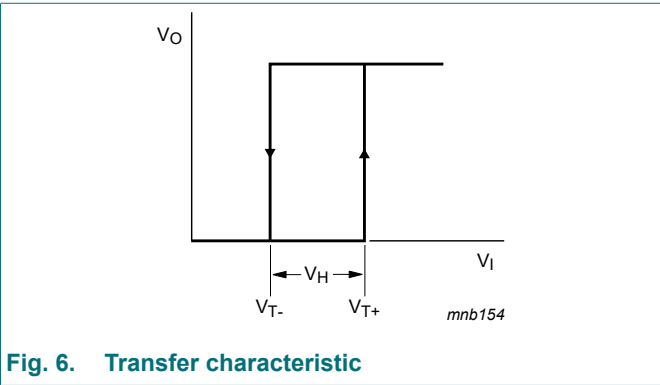 VO
VI
VH
VT-
VT+
mnb154
Fig. 6. Transfer characteristic